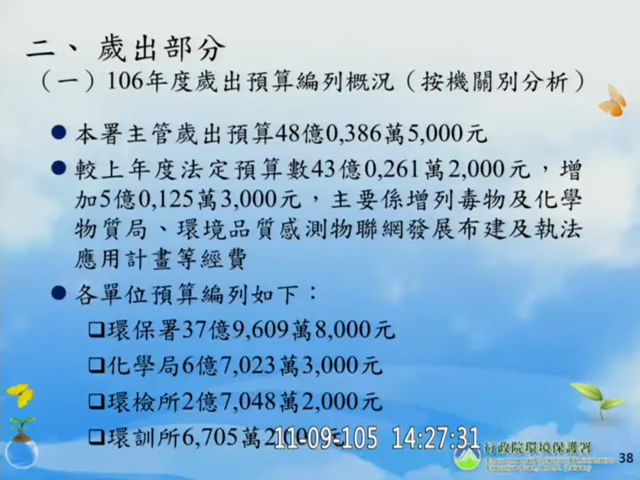 二、歲出部分
（一）106年度歲出預算編列概況（按機關別分析）
本署主管歲出預算48億0,386萬5,000元
較上年度法定預算數43億0,261萬2,000元，增
加5億0,125萬3,000元，主要係增列毒物及化學
物質局、環境品質感測物聯網發展布建及執法
應用計畫等經費
各單位預算編列如下：
環保署37億9,609萬8,000元
化學局6億7,023萬3,000元
環檢所2億7,048萬2,000元
環訓所6,705萬2,000元
11-09-105 14:27:31
行政院環境保護署
38